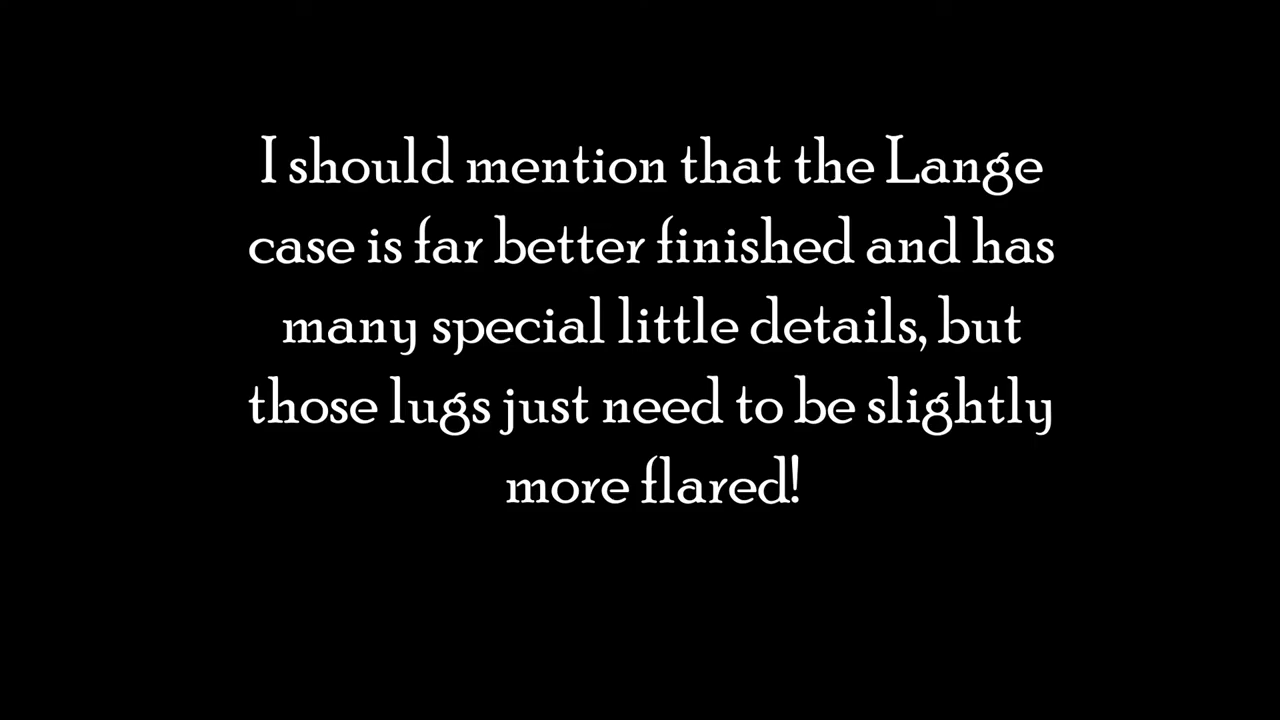 I should mention that the Lange
case is far better finished and has
many special little details, but
those lugs just need to be slightly
more flared!